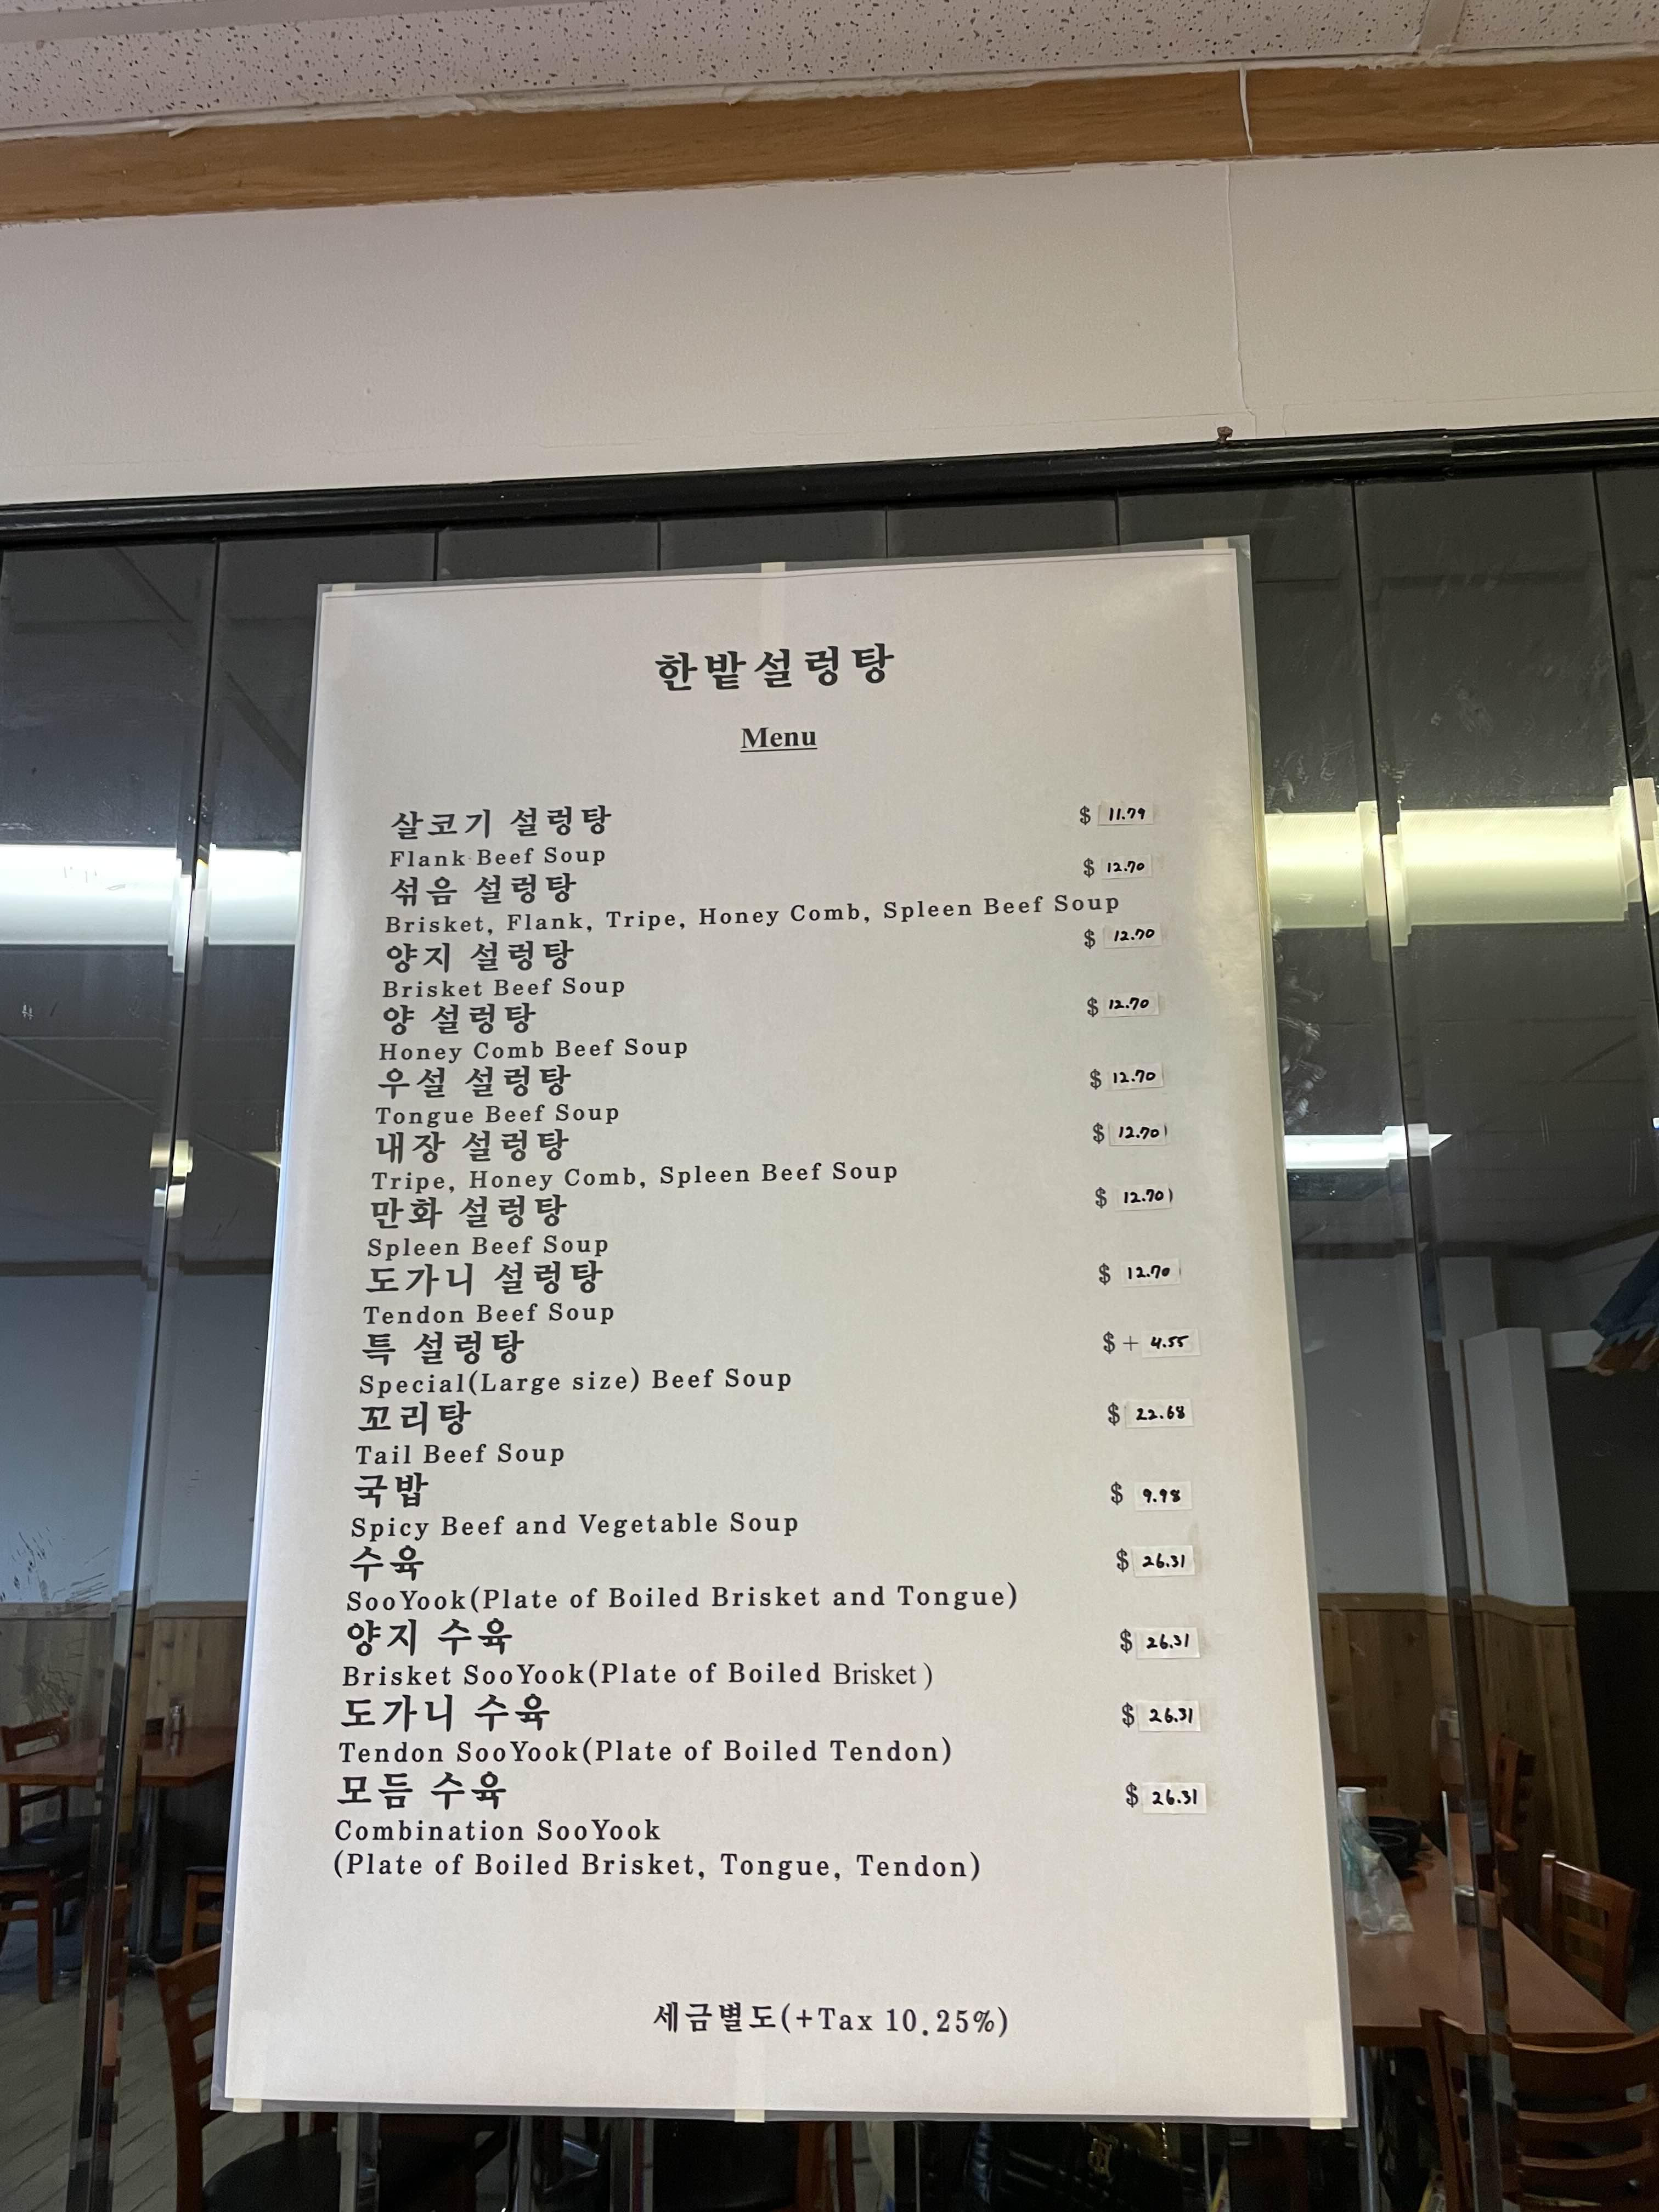 한밭설렁탕
Menu
살코기 설렁탕 $ 11.79
Flank Beef Soup
섞음 설렁탕 $ 12.70
Brisket, Flank, Tripe, Honey Comb, Spleen Beef Soup
양지 설렁탕 $ 12.70
Brisket Beef Soup
양 설렁탕 $ 12.70
Honey Comb Beef Soup
우설 설렁탕 $ 12.70
Tongue Beef Soup
내장 설렁탕 $ 12.70
Tripe, Honey Comb, Spleen Beef Soup
만화 설렁탕 $ 12.70
Spleen Beef Soup
도가니 설렁탕 $ 12.70
Tendon Beef Soup
특 설렁탕 $ + 4.55
Special(Large size) Beef Soup
꼬리탕 $ 22.68
Tail Beef Soup
국밥 $ 9.98
Spicy Beef and Vegetable Soup
수육 $ 26.31
SooYook(Plate of Boiled Brisket and Tongue)
양지 수육 $ 26.31
Brisket SooYook(Plate of Boiled Brisket )
도가니 수육 $ 26.31
Tendon SooYook(Plate of Boiled Tendon)
모듬 수육 $ 26.31
Combination SooYook
(Plate of Boiled Brisket, Tongue, Tendon)
세금별도(+Tax 10.25%)